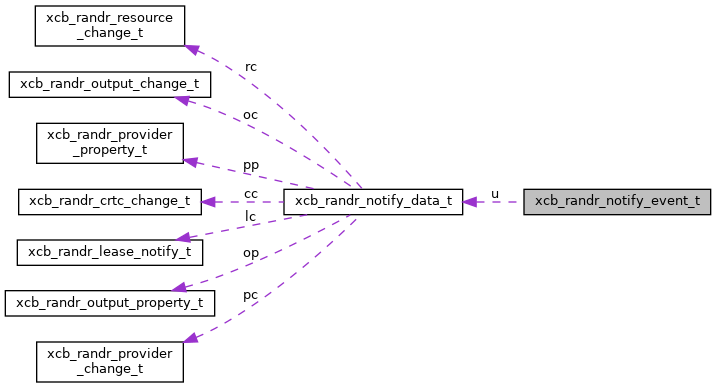 xcb_randr_resource
_change_t
rc
xcb_randr_output_change_t
oc
xcb_randr_provider
_property_t
pp
xcb_randr_crtc_change_t
cc
xcb_randr_notify_data_t
u
xcb_randr_notify_event_t
lc
xcb_randr_lease_notify_t
op
xcb_randr_output_property_t
pc
xcb_randr_provider
_change_t